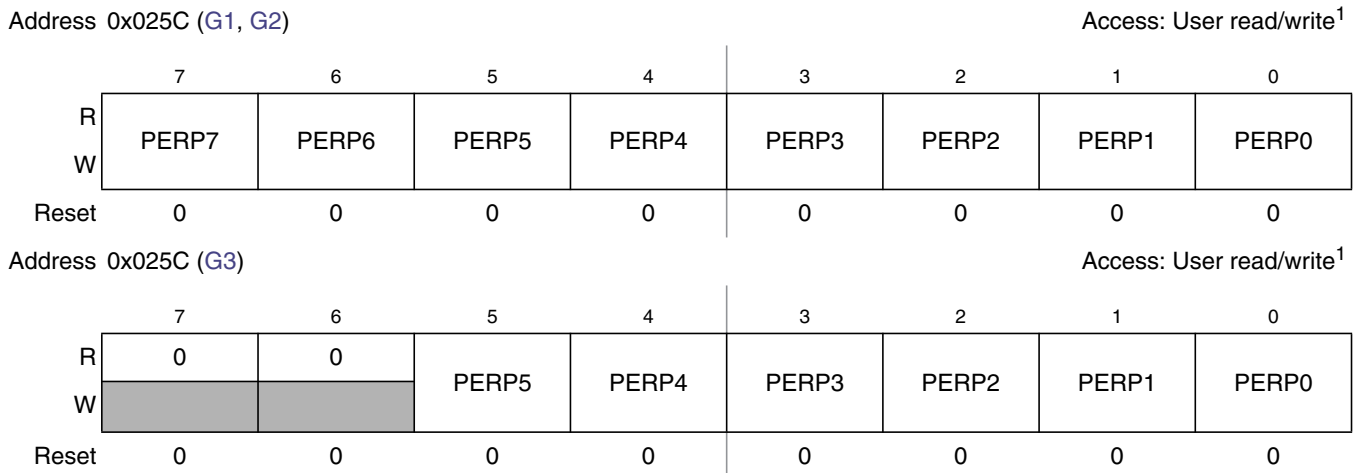 Address 0x025C (G1, G2) Access: User read/write1
7 6 5 4 3 2 1 0
R
PERP7 PERP6 PERP5 PERP4 PERP3 PERP2 PERP1 PERP0
W
Reset 0 0 0 0 0 0 0 0
Address 0x025C (G3) Access: User read/write1
7 6 5 4 3 2 1 0
R 0 0
PERP5 PERP4 PERP3 PERP2 PERP1 PERP0
W
Reset 0 0 0 0 0 0 0 0